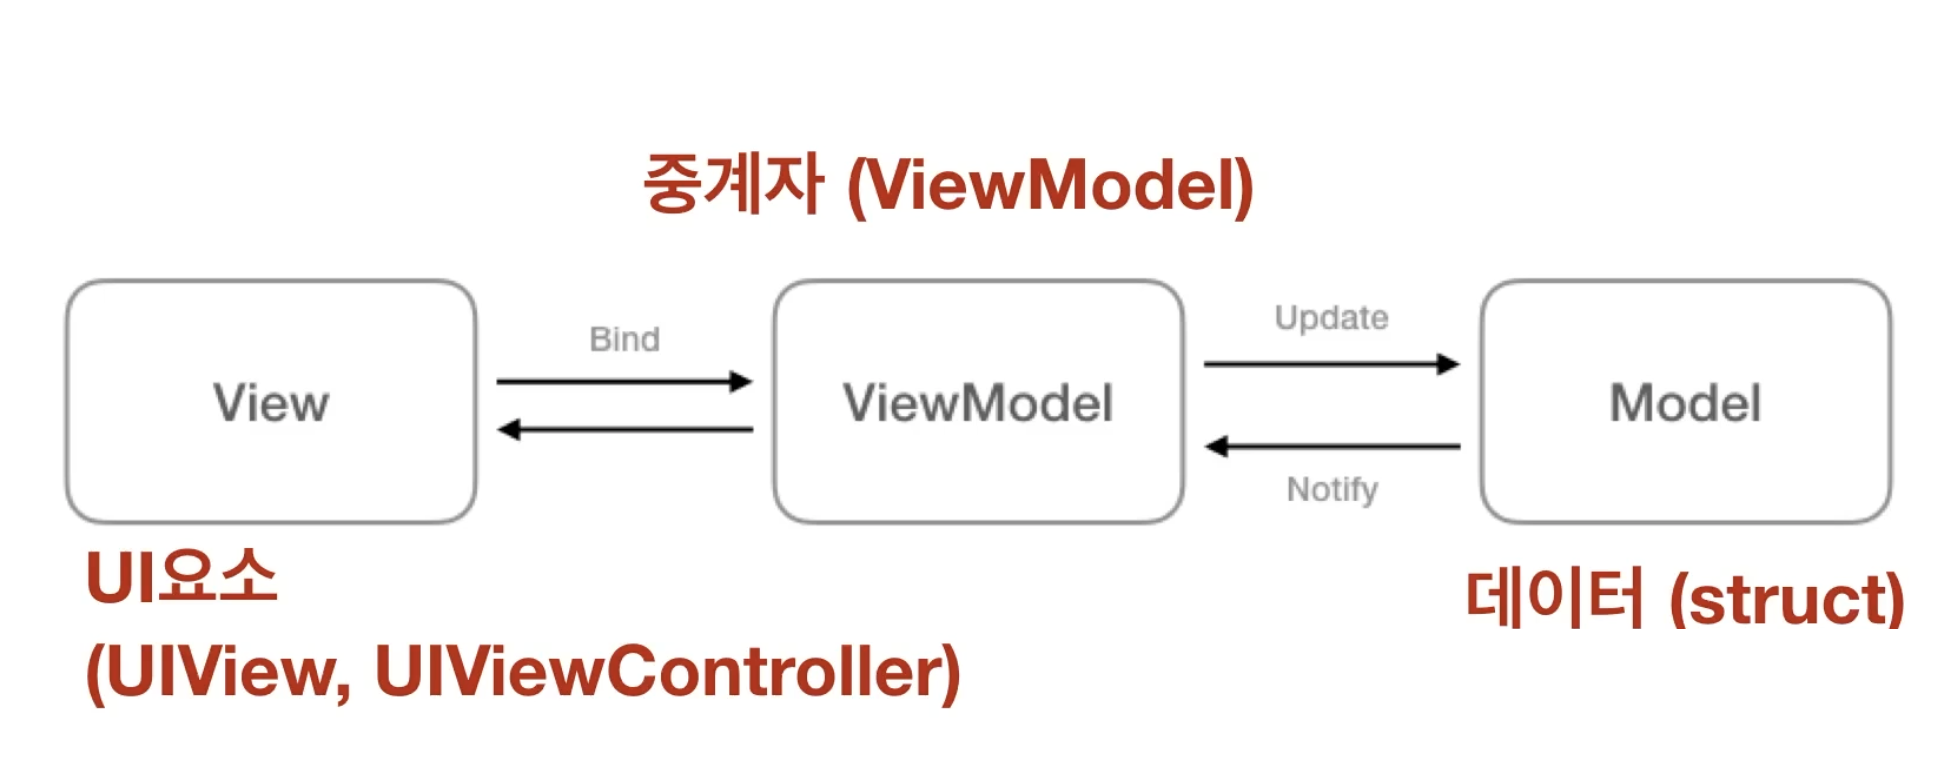 중계자 (ViewModel)
View
Bind
ViewModel
Update
Notify
Model
UI요소
(UIView, UIViewController)
데이터 (struct)